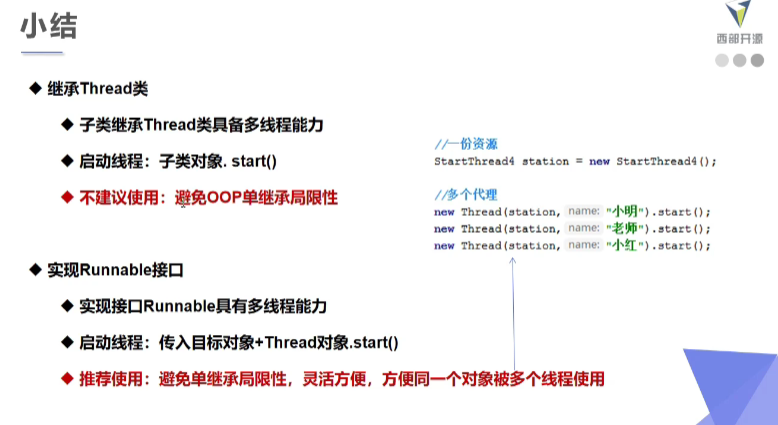 小结
西部开源
◆ 继承Thread类
◆ 子类继承Thread类具备多线程能力
◆ 启动线程：子类对象. start()
◆ 不建议使用：避免OOP单继承局限性
◆ 实现Runnable接口
◆ 实现接口Runnable具有多线程能力
◆ 启动线程：传入目标对象+Thread对象.start()
◆ 推荐使用：避免单继承局限性，灵活方便，方便同一个对象被多个线程使用
//一份资源
StartThread4 station = new StartThread4();
//多个代理
new Thread(station, name: "小明").start();
new Thread(station, name: "老师").start();
new Thread(station, name: "小红").start();